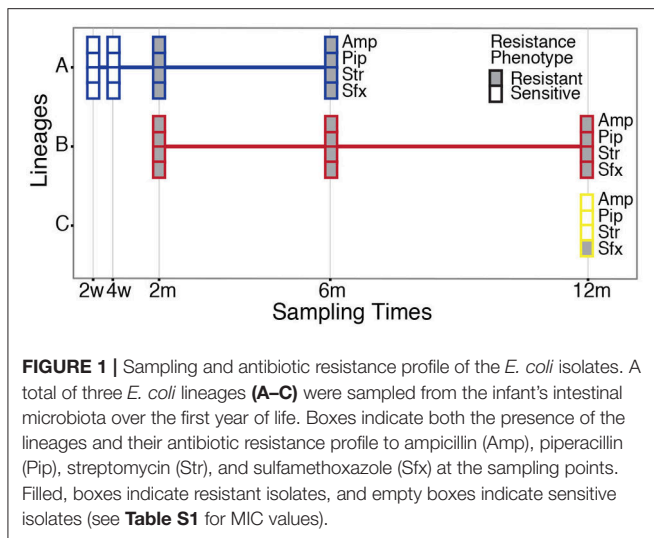 Amp
Pip
Str
Sfx
Resistance
Phenotype
Resistant
Sensitive
A
B
C
Lineages
Amp
Pip
Str
Sfx
Amp
Pip
Str
Sfx
2w 4w 2m 6m 12m
Sampling Times
FIGURE 1 | Sampling and antibiotic resistance profile of the E. coli isolates. A
total of three E. coli lineages (A–C) were sampled from the infant's intestinal
microbiota over the first year of life. Boxes indicate both the presence of the
lineages and their antibiotic resistance profile to ampicillin (Amp), piperacillin
(Pip), streptomycin (Str), and sulfamethoxazole (Sfx) at the sampling points.
Filled, boxes indicate resistant isolates, and empty boxes indicate sensitive
isolates (see Table S1 for MIC values).